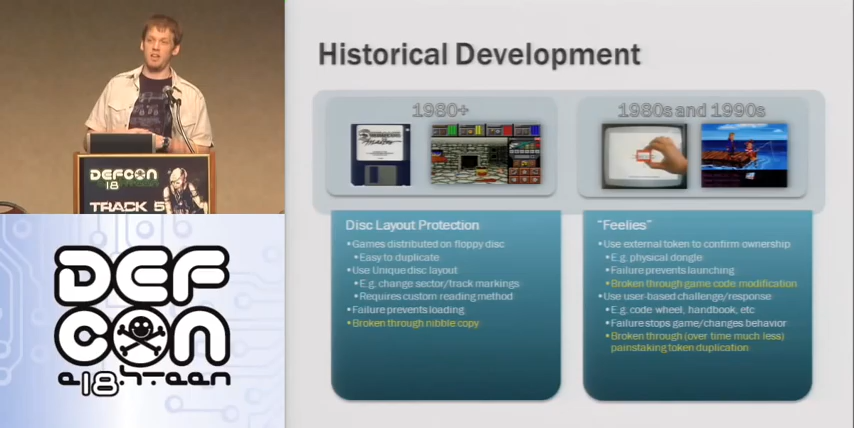 Historical Development
1980+
1980s and 1990s
Disc Layout Protection
•Games distributed on floppy disc
•Easy to duplicate
•Use Unique disc layout
•E.g. change sector/track markings
•Requires custom reading method
•Failure prevents loading
•Broken through nibble copy
"Feelies"
•Use external token to confirm ownership
•E.g. physical dongle
•Failure prevents launching
•Broken through game code modification
•Use user-based challenge/response
•E.g. code wheel, handbook, etc
•Failure stops game/changes behavior
•Broken through (over time much less)
painstaking token duplication
DEFCON
18
TRACK 5
DEF
CON
e18hteen